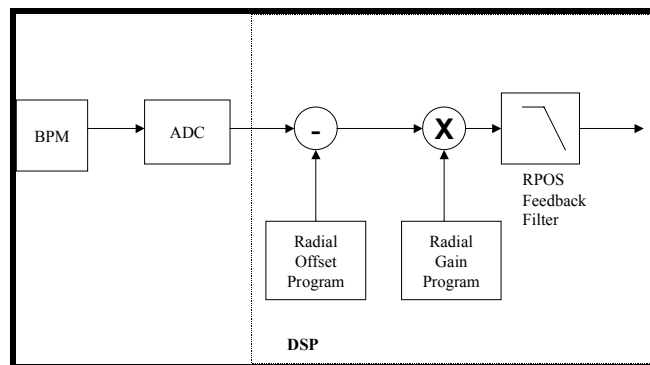 BPM
ADC
-
X
RPOS
Feedback
Filter
Radial
Offset
Program
Radial
Gain
Program
DSP